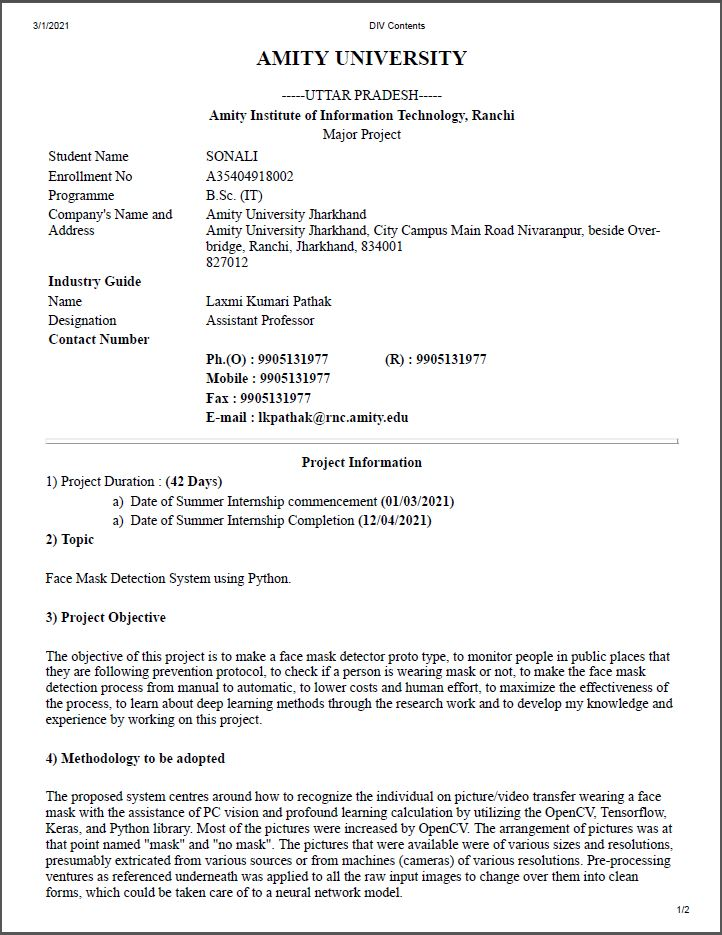 3/1/2021 DIV Contents
AMITY UNIVERSITY
-----UTTAR PRADESH-----
Amity Institute of Information Technology, Ranchi
Major Project
Student Name SONALI
Enrollment No A35404918002
Programme B.Sc. (IT)
Company's Name and Amity University Jharkhand
Address Amity University Jharkhand, City Campus Main Road Nivaranpur, beside Over-
bridge, Ranchi, Jharkhand, 834001
827012
Industry Guide
Name Laxmi Kumari Pathak
Designation Assistant Professor
Contact Number
Ph.(O) : 9905131977 (R) : 9905131977
Mobile : 9905131977
Fax : 9905131977
E-mail : lkpathak@rnc.amity.edu
Project Information
1) Project Duration : (42 Days)
a) Date of Summer Internship commencement (01/03/2021)
a) Date of Summer Internship Completion (12/04/2021)
2) Topic
Face Mask Detection System using Python.
3) Project Objective
The objective of this project is to make a face mask detector proto type, to monitor people in public places that
they are following prevention protocol, to check if a person is wearing mask or not, to make the face mask
detection process from manual to automatic, to lower costs and human effort, to maximize the effectiveness of
the process, to learn about deep learning methods through the research work and to develop my knowledge and
experience by working on this project.
4) Methodology to be adopted
The proposed system centres around how to recognize the individual on picture/video transfer wearing a face
mask with the assistance of PC vision and profound learning calculation by utilizing the OpenCV, Tensorflow,
Keras, and Python library. Most of the pictures were increased by OpenCV. The arrangement of pictures was at
that point named "mask" and "no mask". The pictures that were available were of various sizes and resolutions,
presumably extricated from various sources or from machines (cameras) of various resolutions. Pre-processing
ventures as referenced underneath was applied to all the raw input images to change over them into clean
forms, which could be taken care of to a neural network model.
1/2